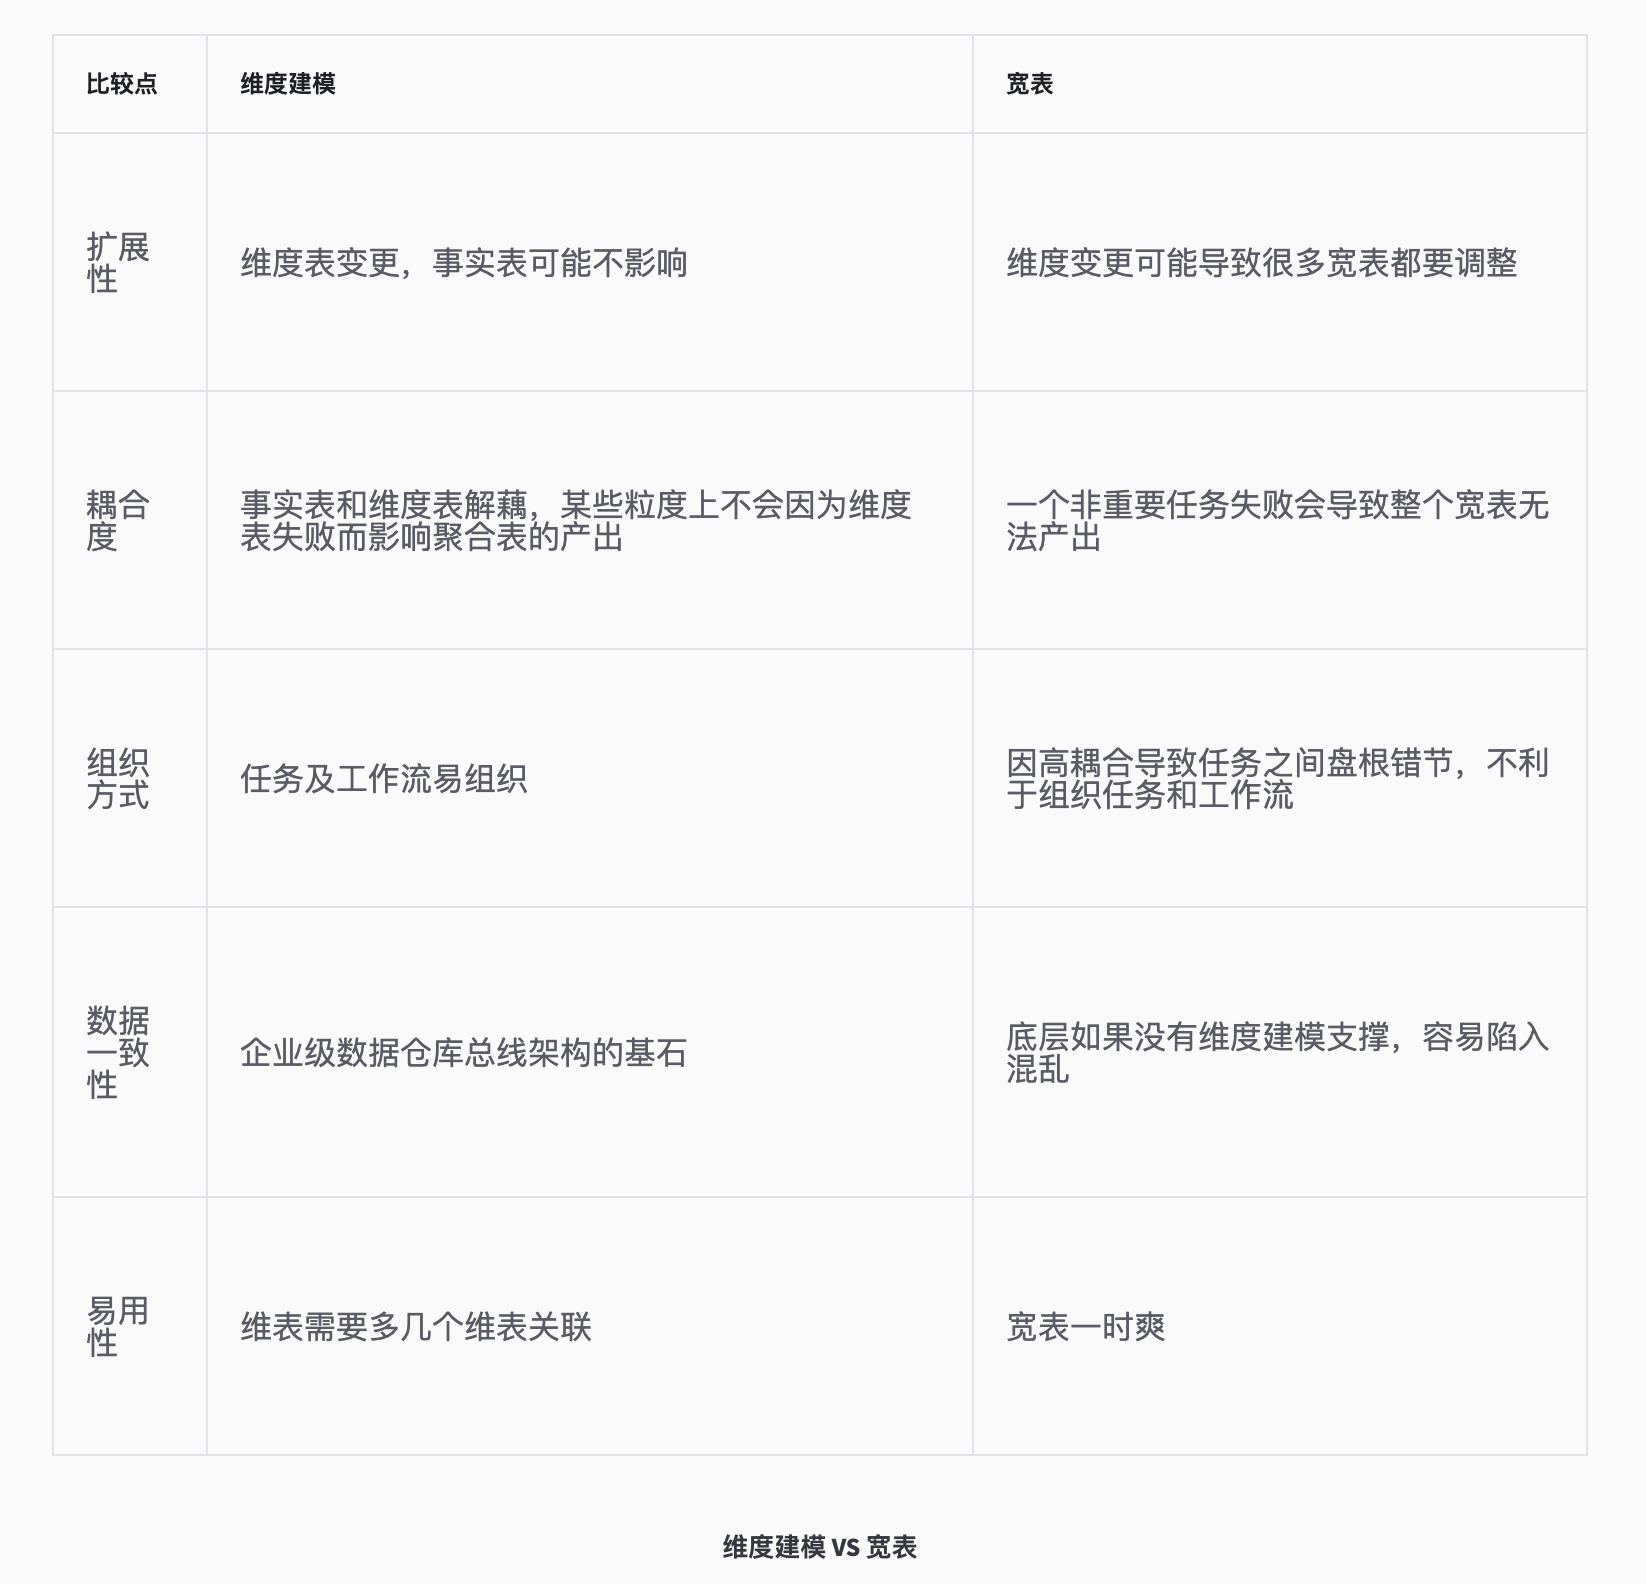 比较点
维度建模
宽表
扩展
性
维度表变更，事实表可能不影响
维度变更可能导致很多宽表都要调整
耦合
度
事实表和维度表解藕，某些粒度上不会因为维度
表失败而影响聚合表的产出
一个非重要任务失败会导致整个宽表无
法产出
组织
方式
任务及工作流易组织
因高耦合导致任务之间盘根错节，不利
于组织任务和工作流
数据
一致
性
企业级数据仓库总线架构的基石
底层如果没有维度建模支撑，容易陷入
混乱
易用
性
维表需要多几个维表关联
宽表一时爽
维度建模 VS 宽表